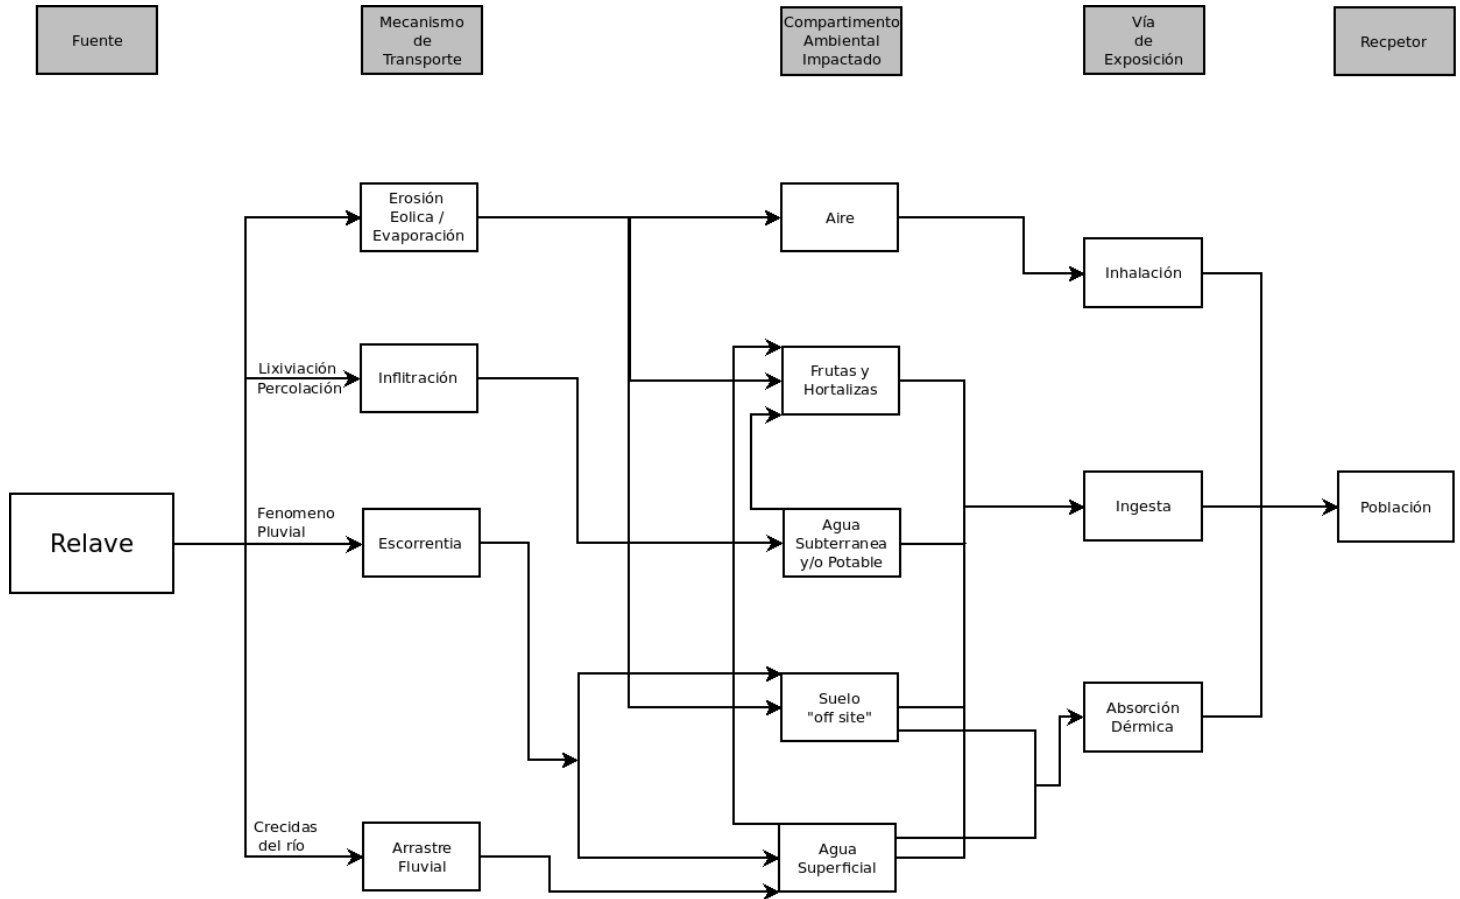 Fuente
Mecanismo
de
Transporte
Compartimento
Ambiental
Impactado
Vía
de
Exposición
Recpetor
Erosión
Eolica /
Evaporación
Aire
Inhalación
Lixiviación
Percolación
Inflitración
Frutas y
Hortalizas
Relave
Fenomeno
Pluvial
Escorrentia
Agua
Subterranea
y/o Potable
Ingesta
Población
Suelo
"off site"
Absorción
Dérmica
Crecidas
del río
Arrastre
Fluvial
Agua
Superficial